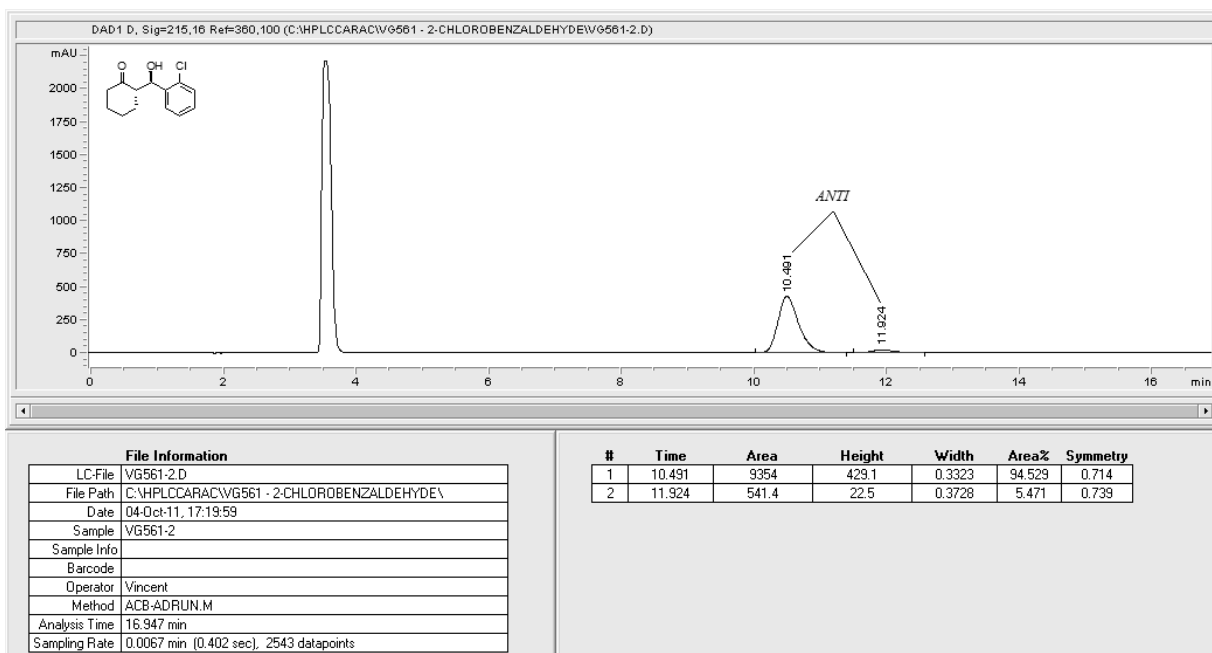 DAD1 D, Sig=215,16 Ref=360,100 (C:\HPLCCARAC\VG561 - 2-CHLOROBENZALDEHYDE\VG561-2.D)
mAU
O OH Cl
2000
1750
1500
1250
1000
750
500
250
0
ANTI
10.491
11.924
0 2 4 6 8 10 12 14 16 min
File Information
LC-File VG561-2.D
File Path C:\HPLCCARAC\VG561 - 2-CHLOROBENZALDEHYDE\
Date 04-Oct-11, 17:19:59
Sample VG561-2
Sample Info
Barcode
Operator Vincent
Method ACB-ADRUN.M
Analysis Time 16.947 min
Sampling Rate 0.0067 min (0.402 sec), 2543 datapoints
# Time Area Height Width Area% Symmetry
1 10.491 9354 429.1 0.3323 94.529 0.714
2 11.924 541.4 22.5 0.3728 5.471 0.739